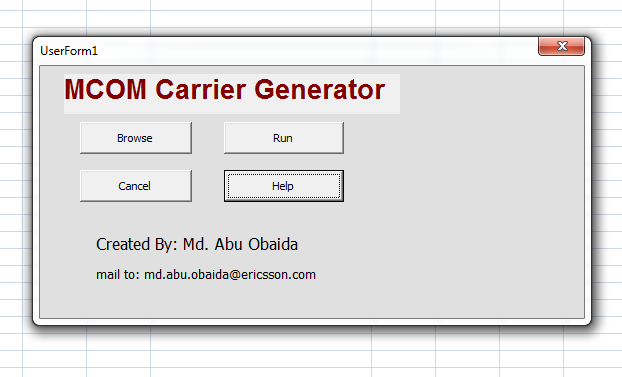 UserForm1
MCOM Carrier Generator
Browse Run
Cancel Help
Created By: Md. Abu Obaida
mail to: md.abu.obaida@ericsson.com